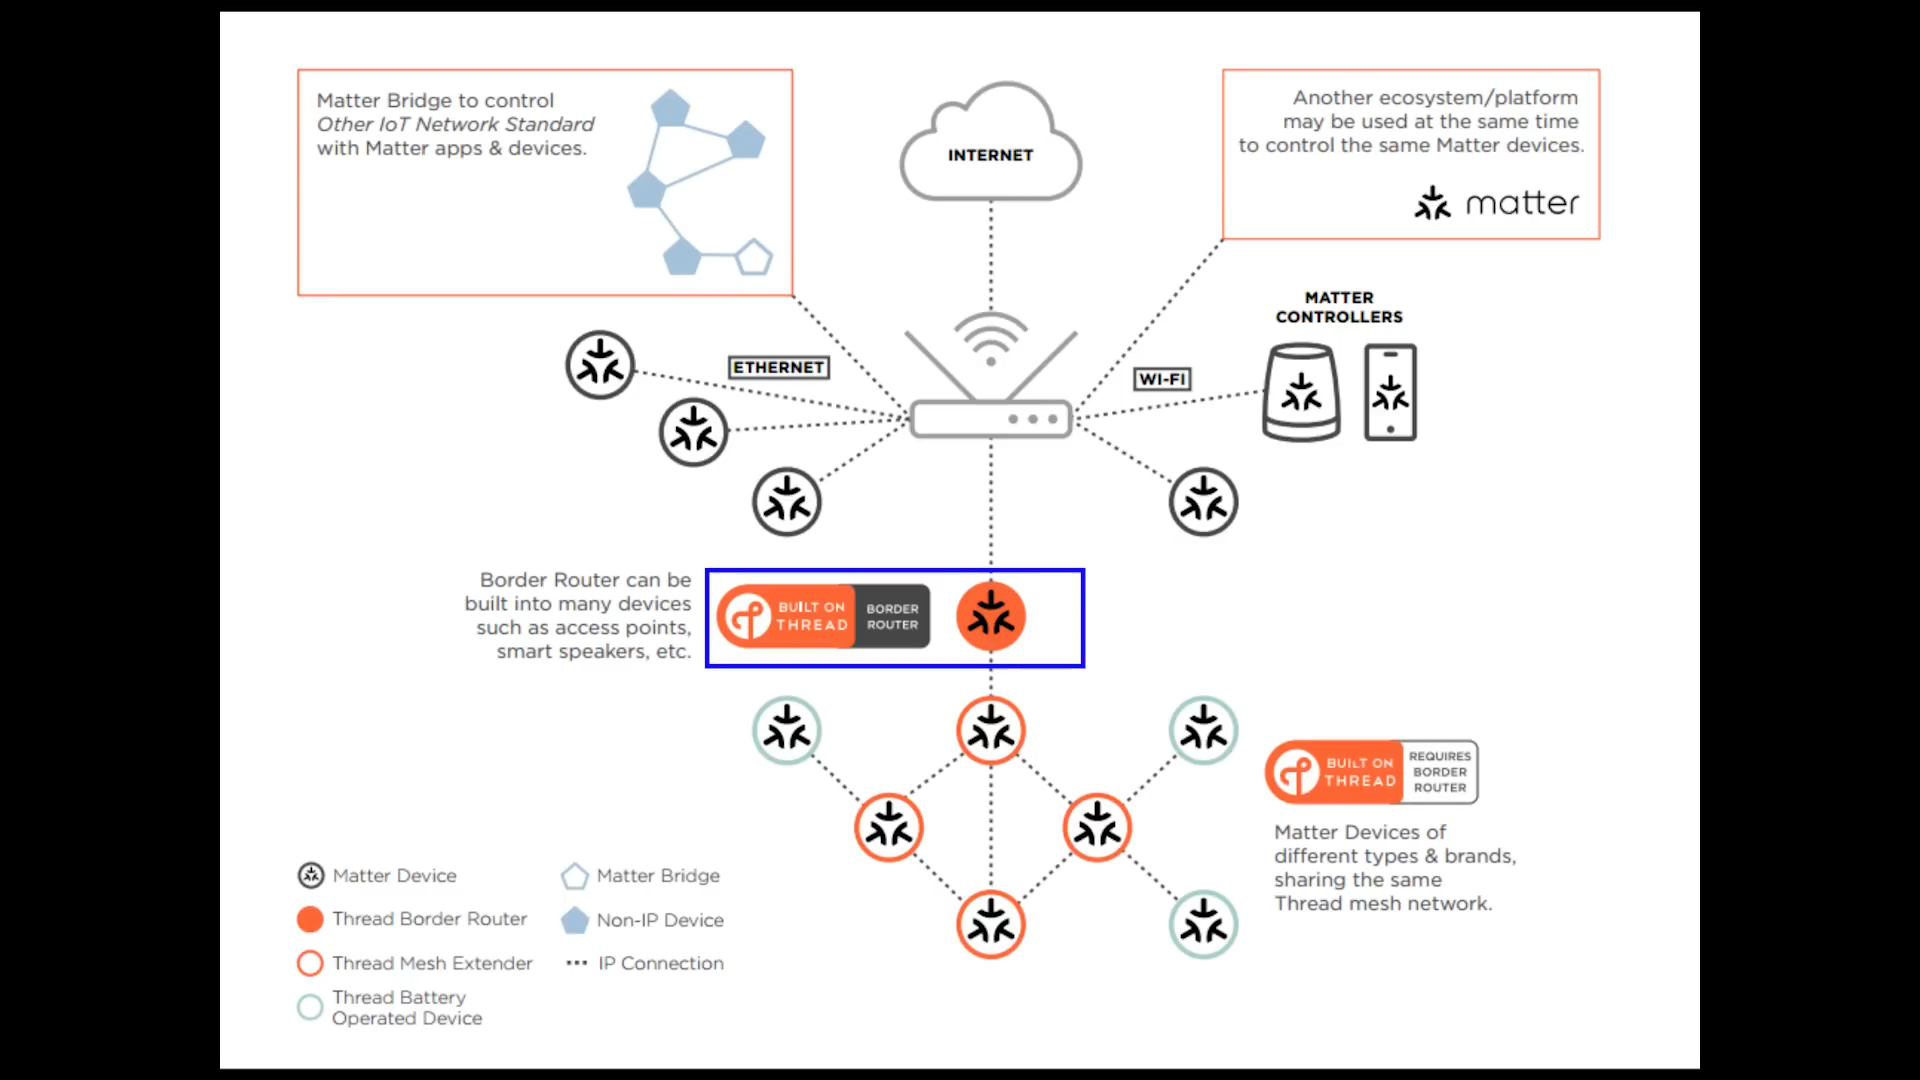 Matter Bridge to control
Other IoT Network Standard
with Matter apps & devices.
INTERNET
Another ecosystem/platform
may be used at the same time
to control the same Matter devices.
matter
MATTER
CONTROLLERS
ETHERNET
WI-FI
Border Router can be
built into many devices
such as access points,
smart speakers, etc.
BUILT ON
THREAD
BORDER
ROUTER
BUILT ON
THREAD
REQUIRES
BORDER
ROUTER
Matter Devices of
different types & brands,
sharing the same
Thread mesh network.
Matter Device
Thread Border Router
Thread Mesh Extender
Thread Battery
Operated Device
Matter Bridge
Non-IP Device
IP Connection